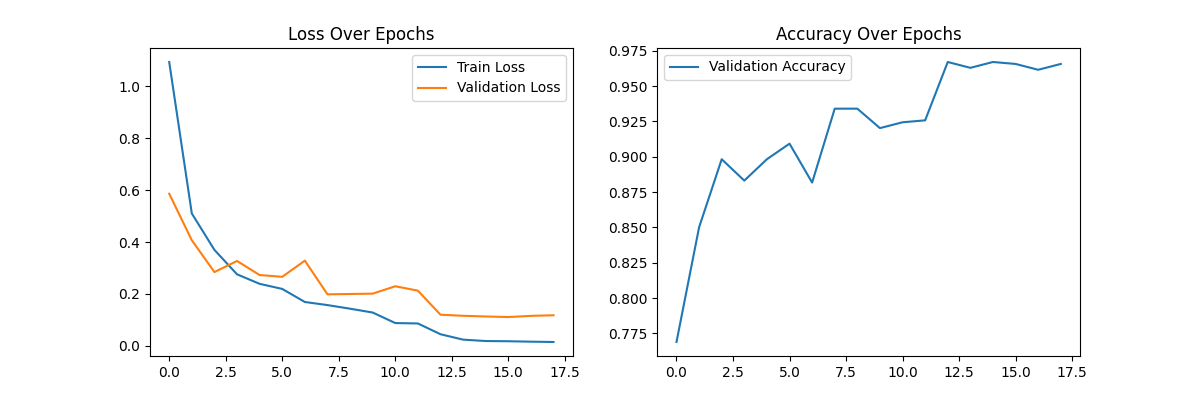 Loss Over Epochs
Train Loss
Validation Loss
1.0
0.8
0.6
0.4
0.2
0.0
0.0 2.5 5.0 7.5 10.0 12.5 15.0 17.5
Accuracy Over Epochs
Validation Accuracy
0.975
0.950
0.925
0.900
0.875
0.850
0.825
0.800
0.775
0.0 2.5 5.0 7.5 10.0 12.5 15.0 17.5